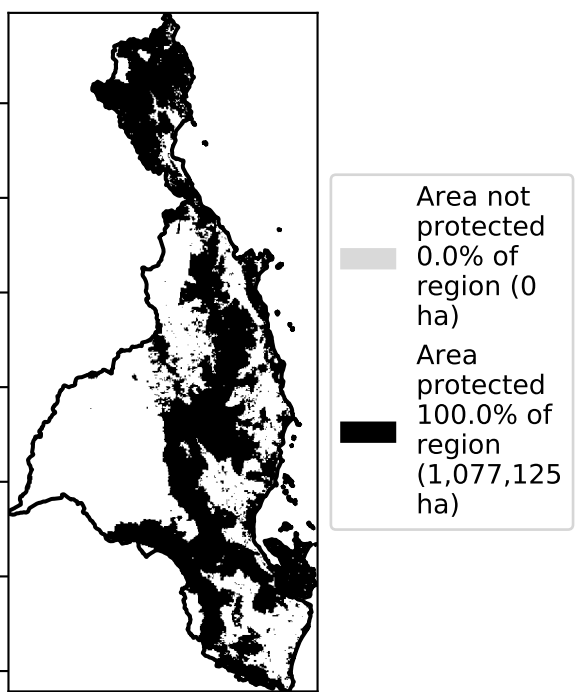 Area not
protected
0.0% of
region (0
ha)
Area
protected
100.0% of
region
(1,077,125
ha)